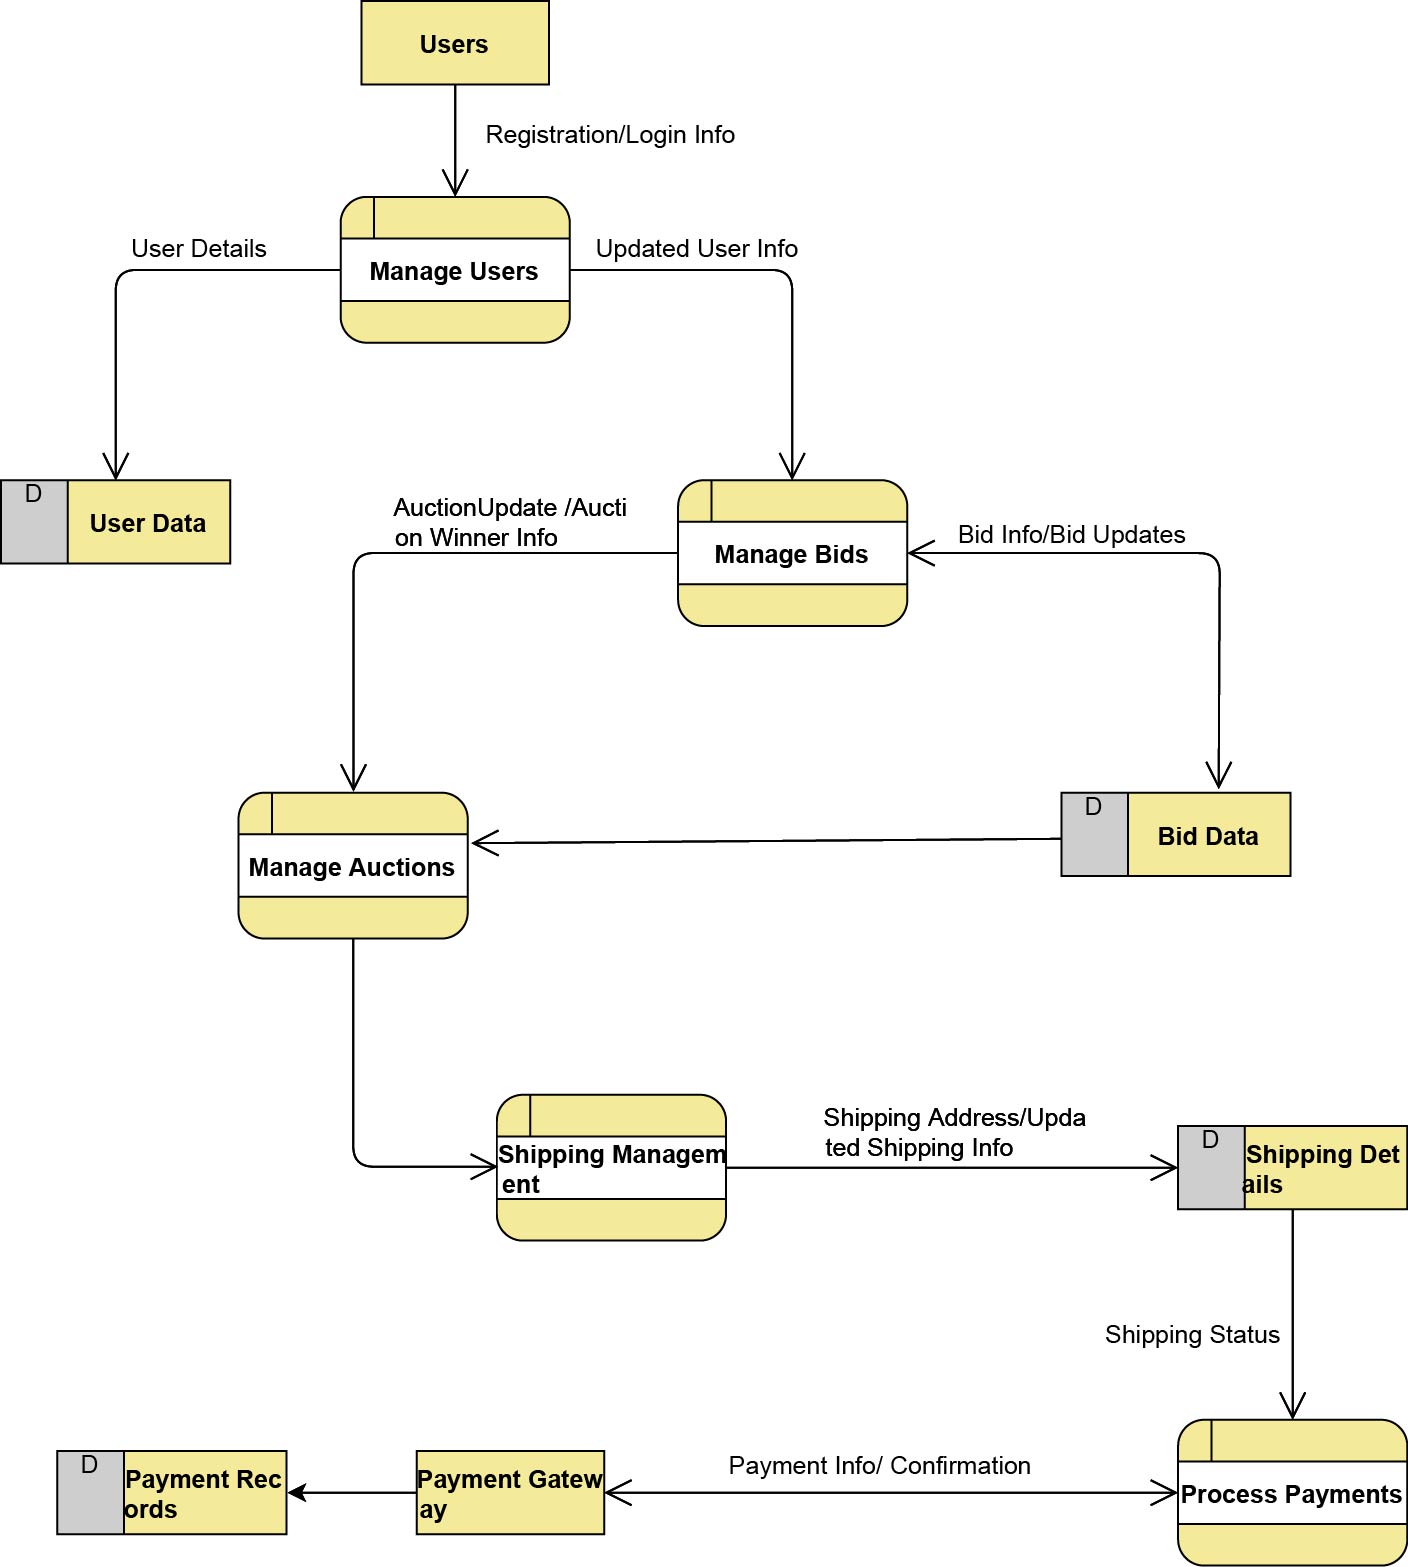 Users
Registration/Login Info
User Details
Updated User Info
Manage Users
D
User Data
AuctionUpdate /Aucti
on Winner Info
Manage Bids
Bid Info/Bid Updates
Manage Auctions
D
Bid Data
Shipping Managem
ent
Shipping Address/Upda
ted Shipping Info
D
Shipping Det
ails
Shipping Status
D
Payment Rec
ords
Payment Gatew
ay
Payment Info/ Confirmation
Process Payments